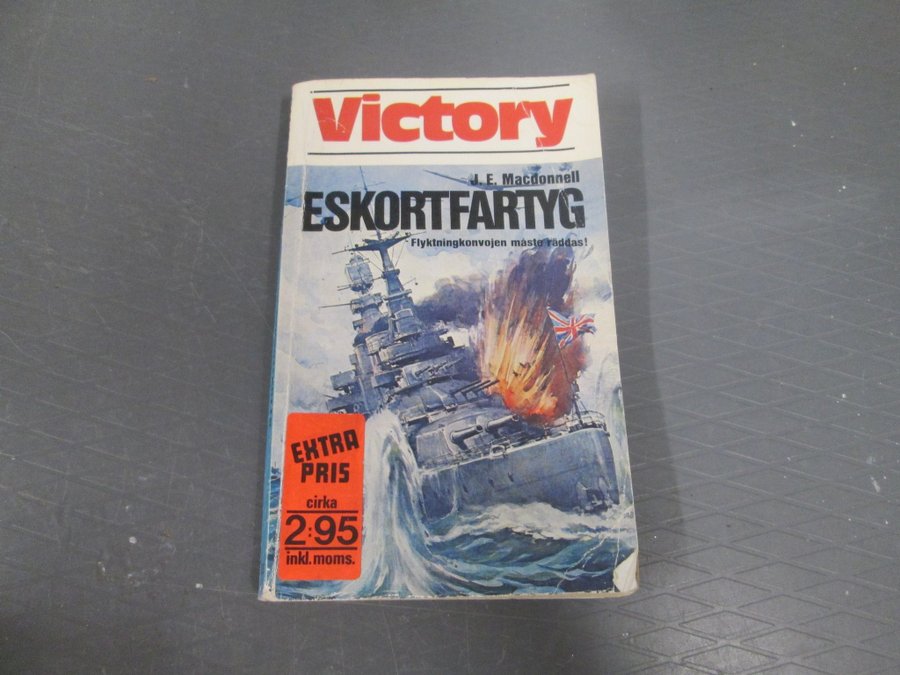 Victory
J. E. Macdonnell
ESKORTFARTYG
- Flyktningkonvojen måste räddas!
EXTRA
PRIS
cirka
2:95
inkl. moms.